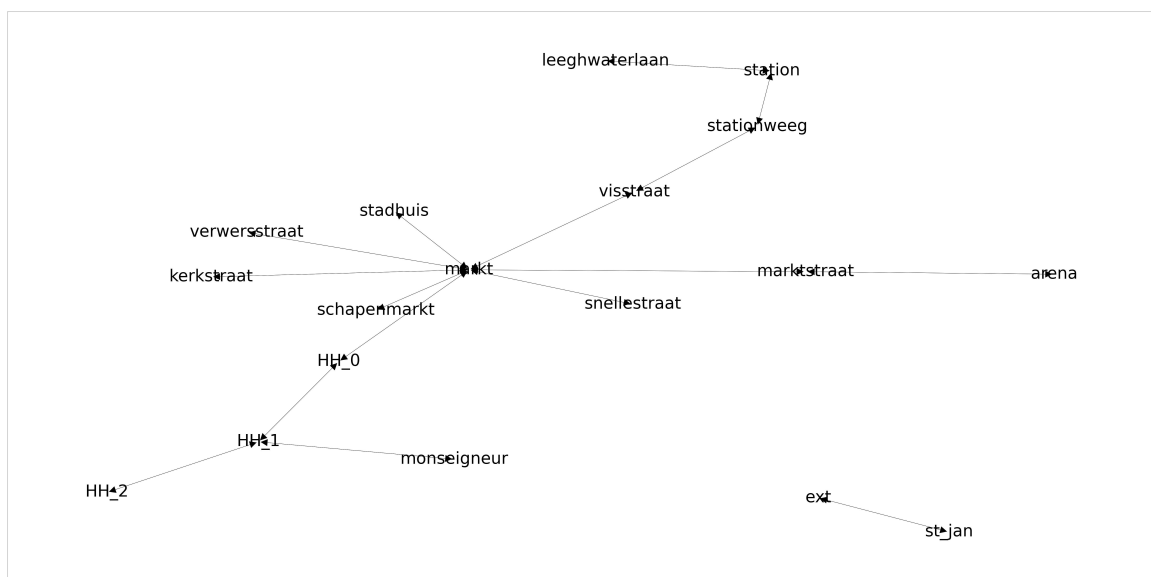 leeghwaterlaan
station
stationweeg
visstraat
stadhuis
verwersstraat
markt
marktstraat
arena
kerkstraat
snellestraat
schapenmarkt
HH_0
HH_1
monseigneur
HH_2
ext
st_jan